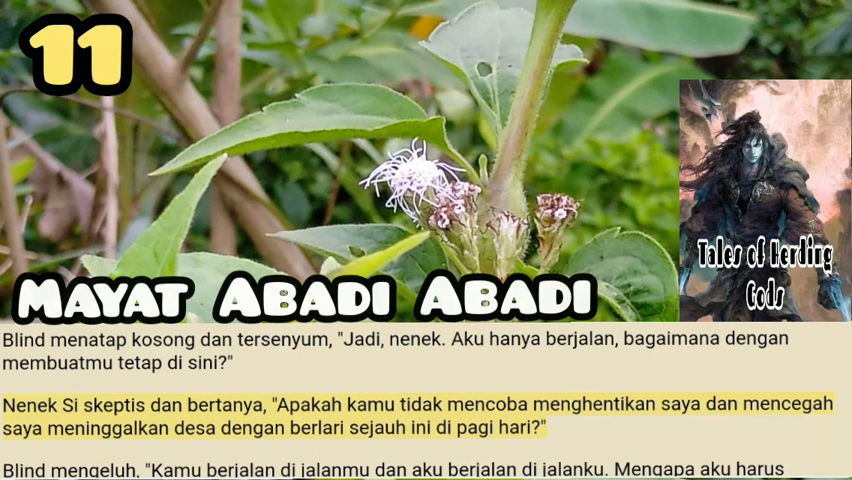 11
Tales of Herding
Gods
Mayat Abadi Abadi
Blind menatap kosong dan tersenyum, "Jadi, nenek. Aku hanya berjalan, bagaimana dengan
membuatmu tetap di sini?"
Nenek Si skeptis dan bertanya, "Apakah kamu tidak mencoba menghentikan saya dan mencegah
saya meninggalkan desa dengan berlari sejauh ini di pagi hari?"
Blind mengeluh, "Kamu berjalan di jalanmu dan aku berjalan di jalanku. Mengapa aku harus